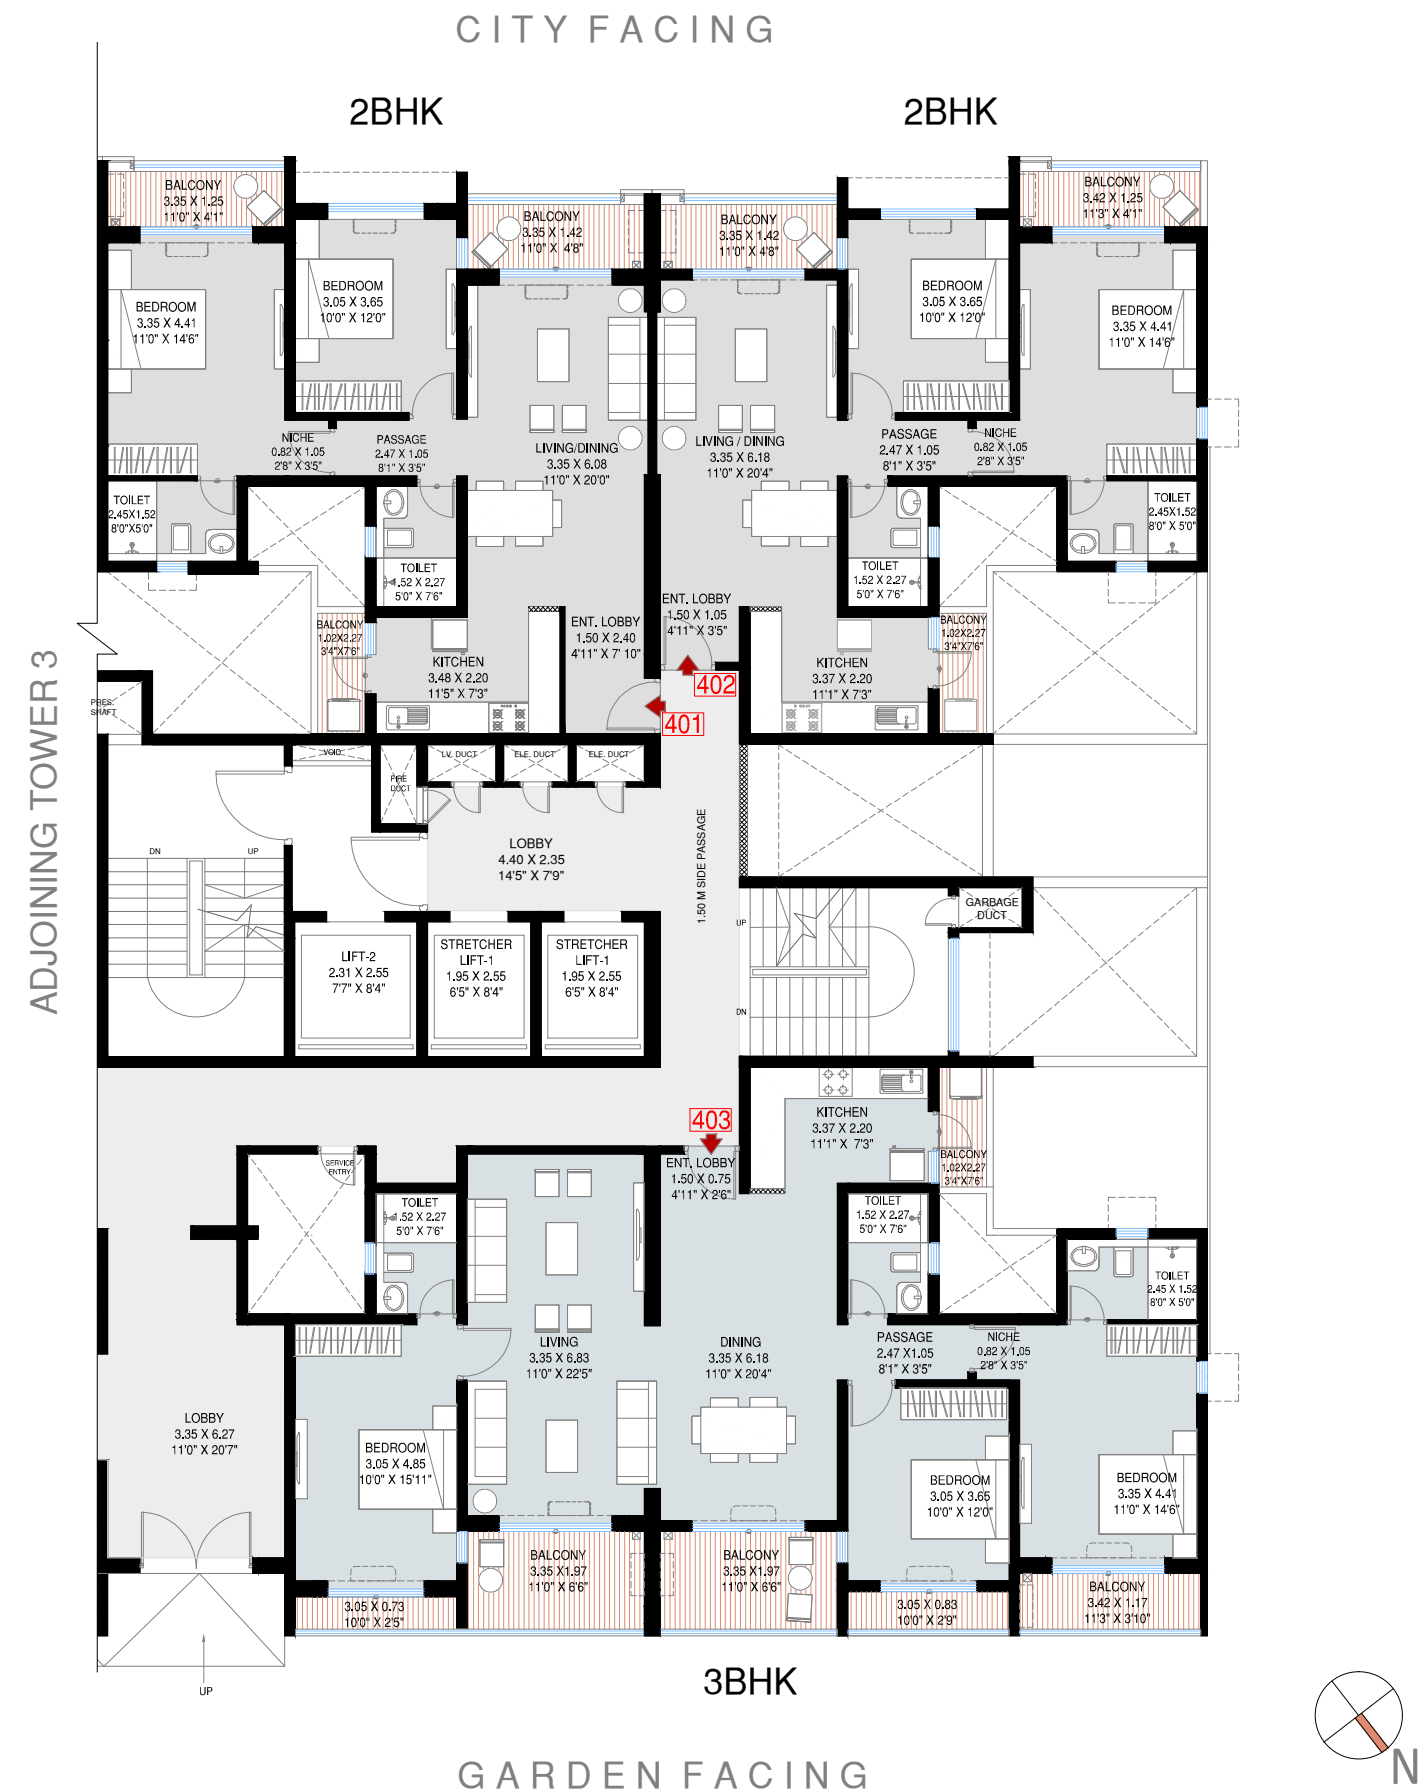 CITY FACING
2BHK
2BHK
BALCONY
3.35 X 1.25
11'0" X 4'1"
BALCONY
3.35 X 1.42
11'0" X 4'8"
BALCONY
3.35 X 1.42
11'0" X 4'8"
BALCONY
3.42 X 1.25
11'3" X 4'1"
BEDROOM
3.35 X 4.41
11'0" X 14'6"
BEDROOM
3.05 X 3.65
10'0" X 12'0"
BEDROOM
3.05 X 3.65
10'0" X 12'0"
BEDROOM
3.35 X 4.41
11'0" X 14'6"
NICHE
0.82 X 1.05
2'8" X 3'5"
PASSAGE
2.47 X 1.05
8'1" X 3'5"
LIVING/DINING
3.35 X 6.08
11'0" X 20'0"
LIVING / DINING
3.35 X 6.18
11'0" X 20'4"
PASSAGE
2.47 X 1.05
8'1" X 3'5"
NICHE
0.82 X 1.05
2'8" X 3'5"
TOILET
2.45X1.52
8'0"X5'0"
TOILET
1.52 X 2.27
5'0" X 7'6"
TOILET
1.52 X 2.27
5'0" X 7'6"
TOILET
2.45X1.52
8'0" X 5'0"
BALCONY
1.02X2.27
3'4"X7'6"
KITCHEN
3.48 X 2.20
11'5" X 7'3"
ENT. LOBBY
1.50 X 2.40
4'11" X 7' 10"
ENT. LOBBY
1.50 X 1.05
4'11" X 3'5"
KITCHEN
3.37 X 2.20
11'1" X 7'3"
BALCONY
1.02X2.27
3'4"X7'6"
402
401
ADJOINING TOWER 3
PRES.
SHAFT
VOID
FIRE
DUCT
LV. DUCT
ELE. DUCT
ELE. DUCT
LOBBY
4.40 X 2.35
14'5" X 7'9"
1.50 M SIDE PASSAGE
DN
UP
LIFT-2
2.31 X 2.55
7'7" X 8'4"
STRETCHER
LIFT-1
1.95 X 2.55
6'5" X 8'4"
STRETCHER
LIFT-1
1.95 X 2.55
6'5" X 8'4"
UP
DN
GARBAGE
DUCT
403
KITCHEN
3.37 X 2.20
11'1" X 7'3"
BALCONY
1.02X2.27
3'4"X7'6"
SERVICE
ENTRY
ENT. LOBBY
1.50 X 0.75
4'11" X 2'6"
TOILET
1.52 X 2.27
5'0" X 7'6"
TOILET
1.52 X 2.27
5'0" X 7'6"
TOILET
2.45 X 1.52
8'0" X 5'0"
LIVING
3.35 X 6.83
11'0" X 22'5"
DINING
3.35 X 6.18
11'0" X 20'4"
PASSAGE
2.47 X1.05
8'1" X 3'5"
NICHE
0.82 X 1.05
2'8" X 3'5"
LOBBY
3.35 X 6.27
11'0" X 20'7"
BEDROOM
3.05 X 4.85
10'0" X 15'11"
BEDROOM
3.05 X 3.65
10'0" X 12'0"
BEDROOM
3.35 X 4.41
11'0" X 14'6"
BALCONY
3.35 X1.97
11'0" X 6'6"
BALCONY
3.35 X1.97
11'0" X 6'6"
BALCONY
3.42 X 1.17
11'3" X 3'10"
3.05 X 0.73
10'0" X 2'5"
3.05 X 0.83
10'0" X 2'9"
UP
3BHK
N
GARDEN FACING